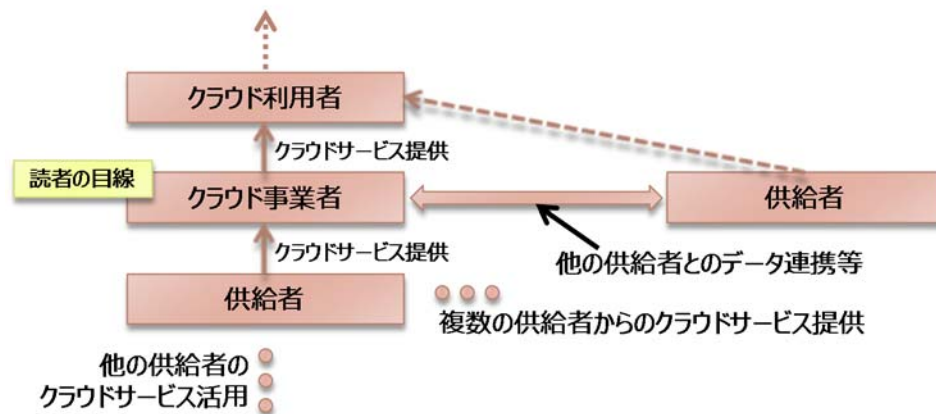 クラウド利用者
クラウドサービス提供
読者の目線
クラウド事業者
供給者
クラウドサービス提供
他の供給者とのデータ連携等
供給者
複数の供給者からのクラウドサービス提供
他の供給者の
クラウドサービス活用